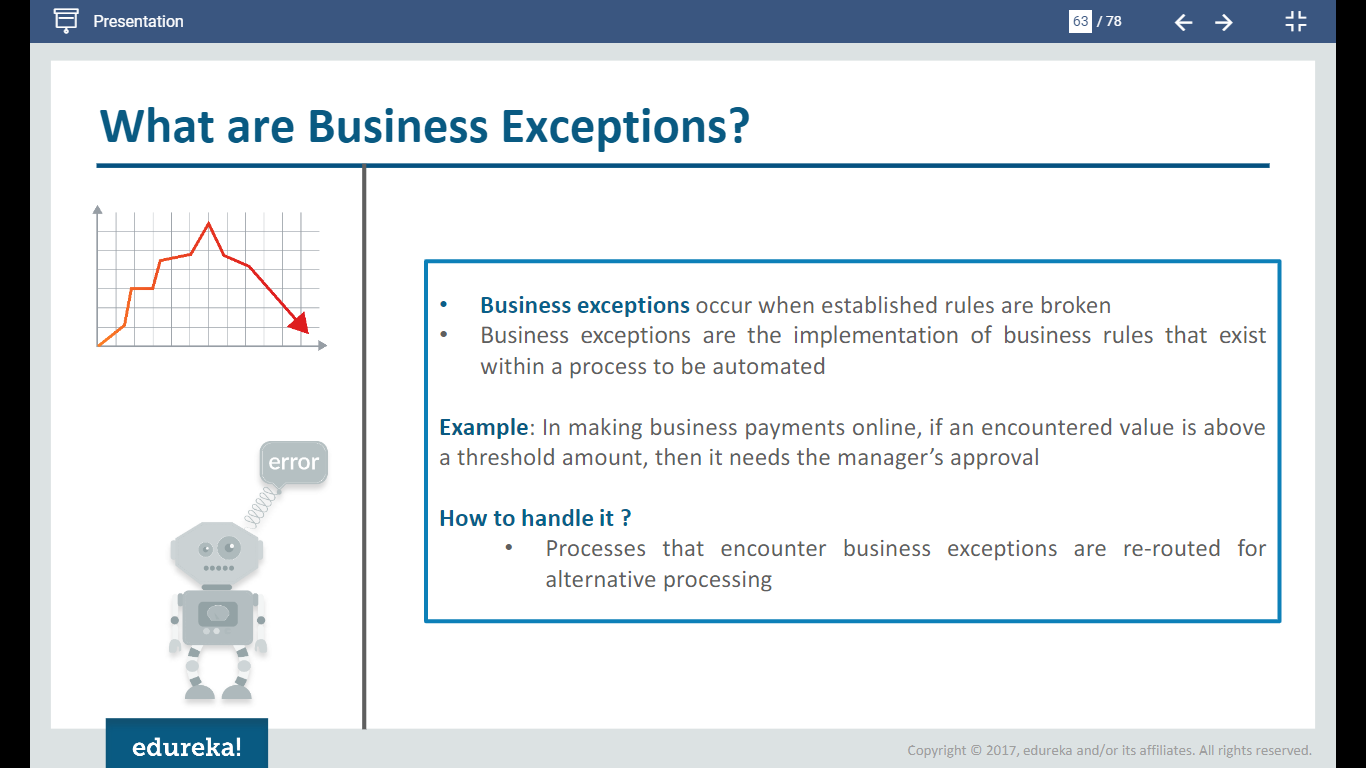 Presentation
63 / 78
What are Business Exceptions?
• Business exceptions occur when established rules are broken
• Business exceptions are the implementation of business rules that exist
within a process to be automated
Example: In making business payments online, if an encountered value is above
a threshold amount, then it needs the manager’s approval
How to handle it ?
• Processes that encounter business exceptions are re-routed for
alternative processing
error
edureka!
Copyright © 2017, edureka and/or its affiliates. All rights reserved.